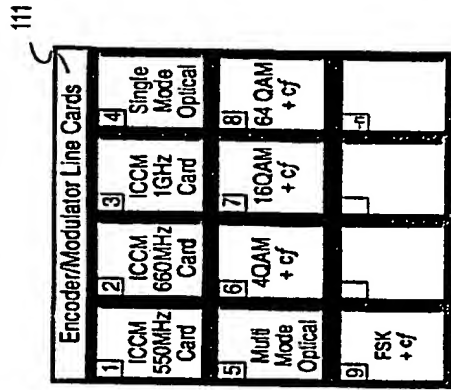 111
Encoder/Modulator Line Cards
1
ICCM
550MHz
Card
2
ICCM
660MHz
Card
3
ICCM
1GHz
Card
4
Single
Mode
Optical
5
Multi
Mode
Optical
6
4QAM
+ cf
7
16QAM
+ cf
8
64 QAM
+ cf
9
FSK
+ cf